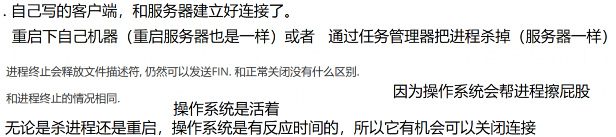 . 自己写的客户端，和服务器建立好连接了。
重启下自己机器（重启服务器也是一样）或者 通过任务管理器把进程杀掉（服务器一样）
进程终止会释放文件描述符, 仍然可以发送FIN. 和正常关闭没有什么区别.
因为操作系统会帮进程擦屁股
和进程终止的情况相同.
操作系统是活着
无论是杀进程还是重启，操作系统是有反应时间的，所以它有机会可以关闭连接